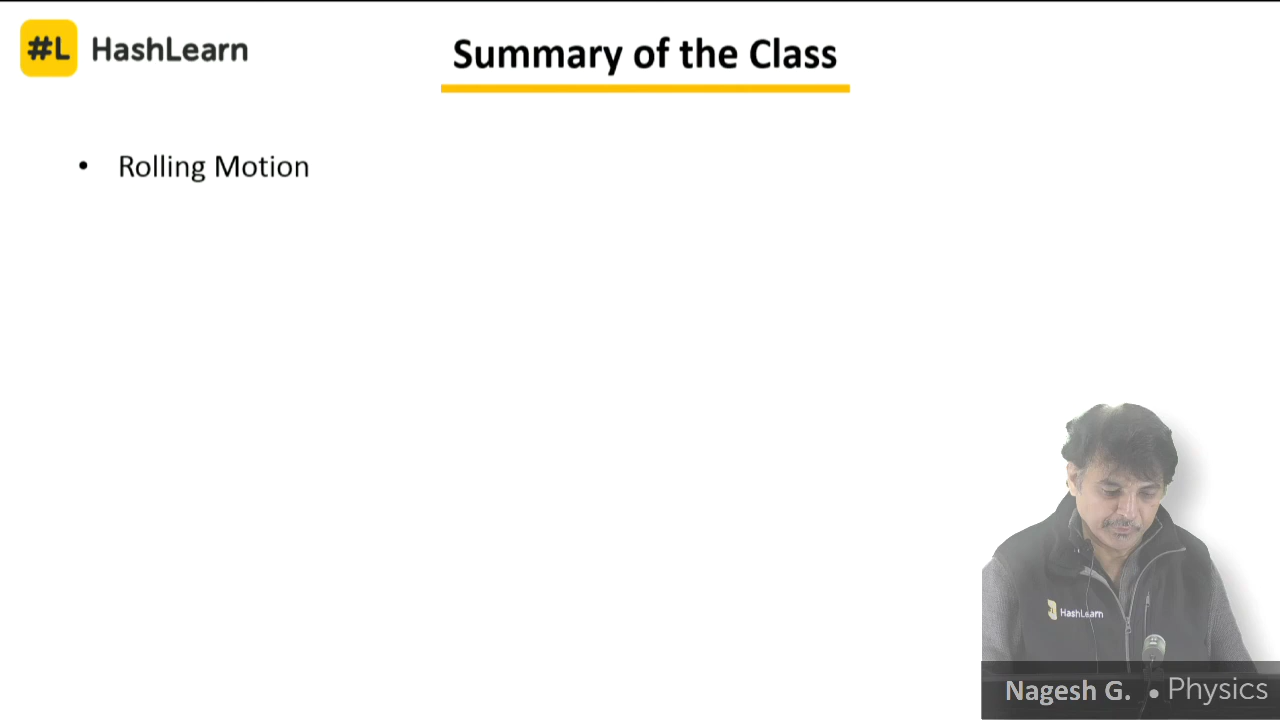 #L HashLearn
Summary of the Class
• Rolling Motion
HashLearn
Nagesh G. • Physics